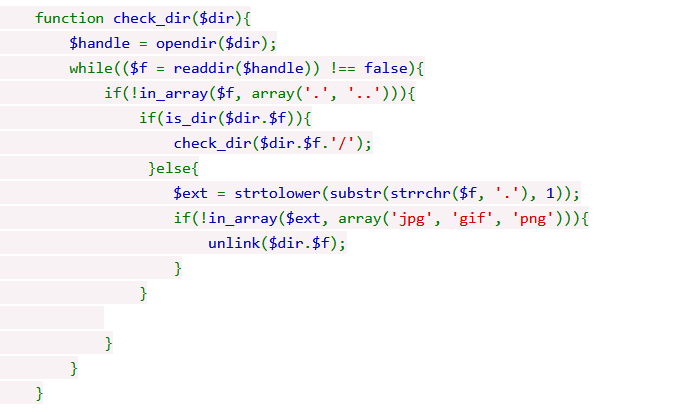 function check_dir($dir){
    $handle = opendir($dir);
    while(($f = readdir($handle)) !== false){
        if(!in_array($f, array('.', '..'))){
            if(is_dir($dir.$f)){
                check_dir($dir.$f.'/');
             }else{
                $ext = strtolower(substr(strrchr($f, '.'), 1));
                if(!in_array($ext, array('jpg', 'gif', 'png'))){
                    unlink($dir.$f);
                }
            }
        }
    }
}